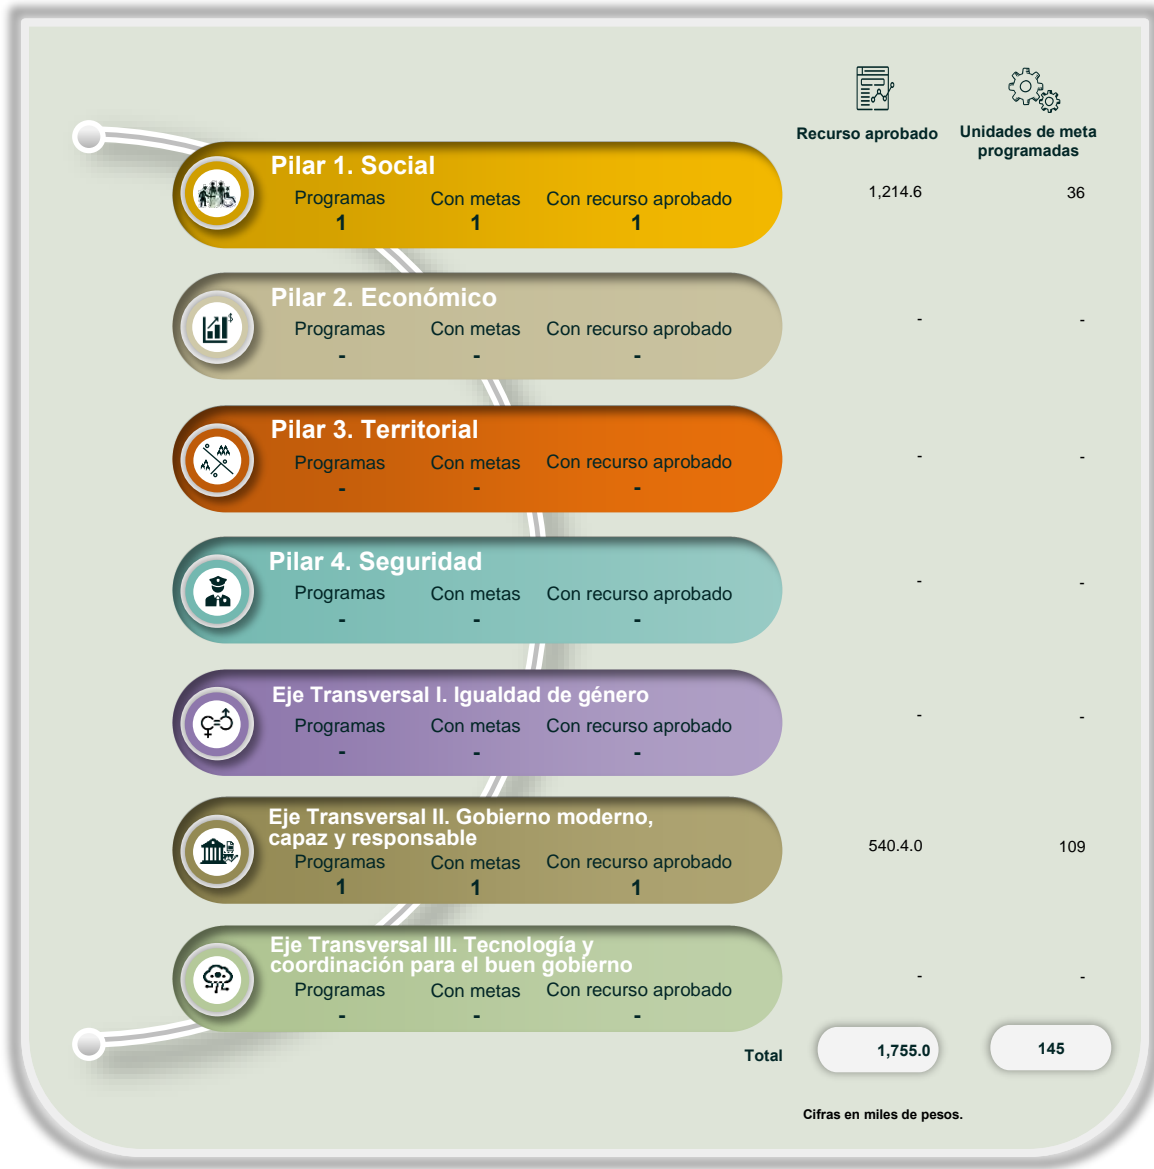 Recurso aprobado
Unidades de meta
programadas
Pilar 1. Social
Programas Con metas Con recurso aprobado
1 1 1
1,214.6 36
Pilar 2. Económico
Programas Con metas Con recurso aprobado
- - -
- -
Pilar 3. Territorial
Programas Con metas Con recurso aprobado
- - -
- -
Pilar 4. Seguridad
Programas Con metas Con recurso aprobado
- - -
- -
Eje Transversal I. Igualdad de género
Programas Con metas Con recurso aprobado
- - -
- -
Eje Transversal II. Gobierno moderno,
capaz y responsable
Programas Con metas Con recurso aprobado
1 1 1
540.4.0 109
Eje Transversal III. Tecnología y
coordinación para el buen gobierno
Programas Con metas Con recurso aprobado
- - -
- -
Total 1,755.0 145
Cifras en miles de pesos.